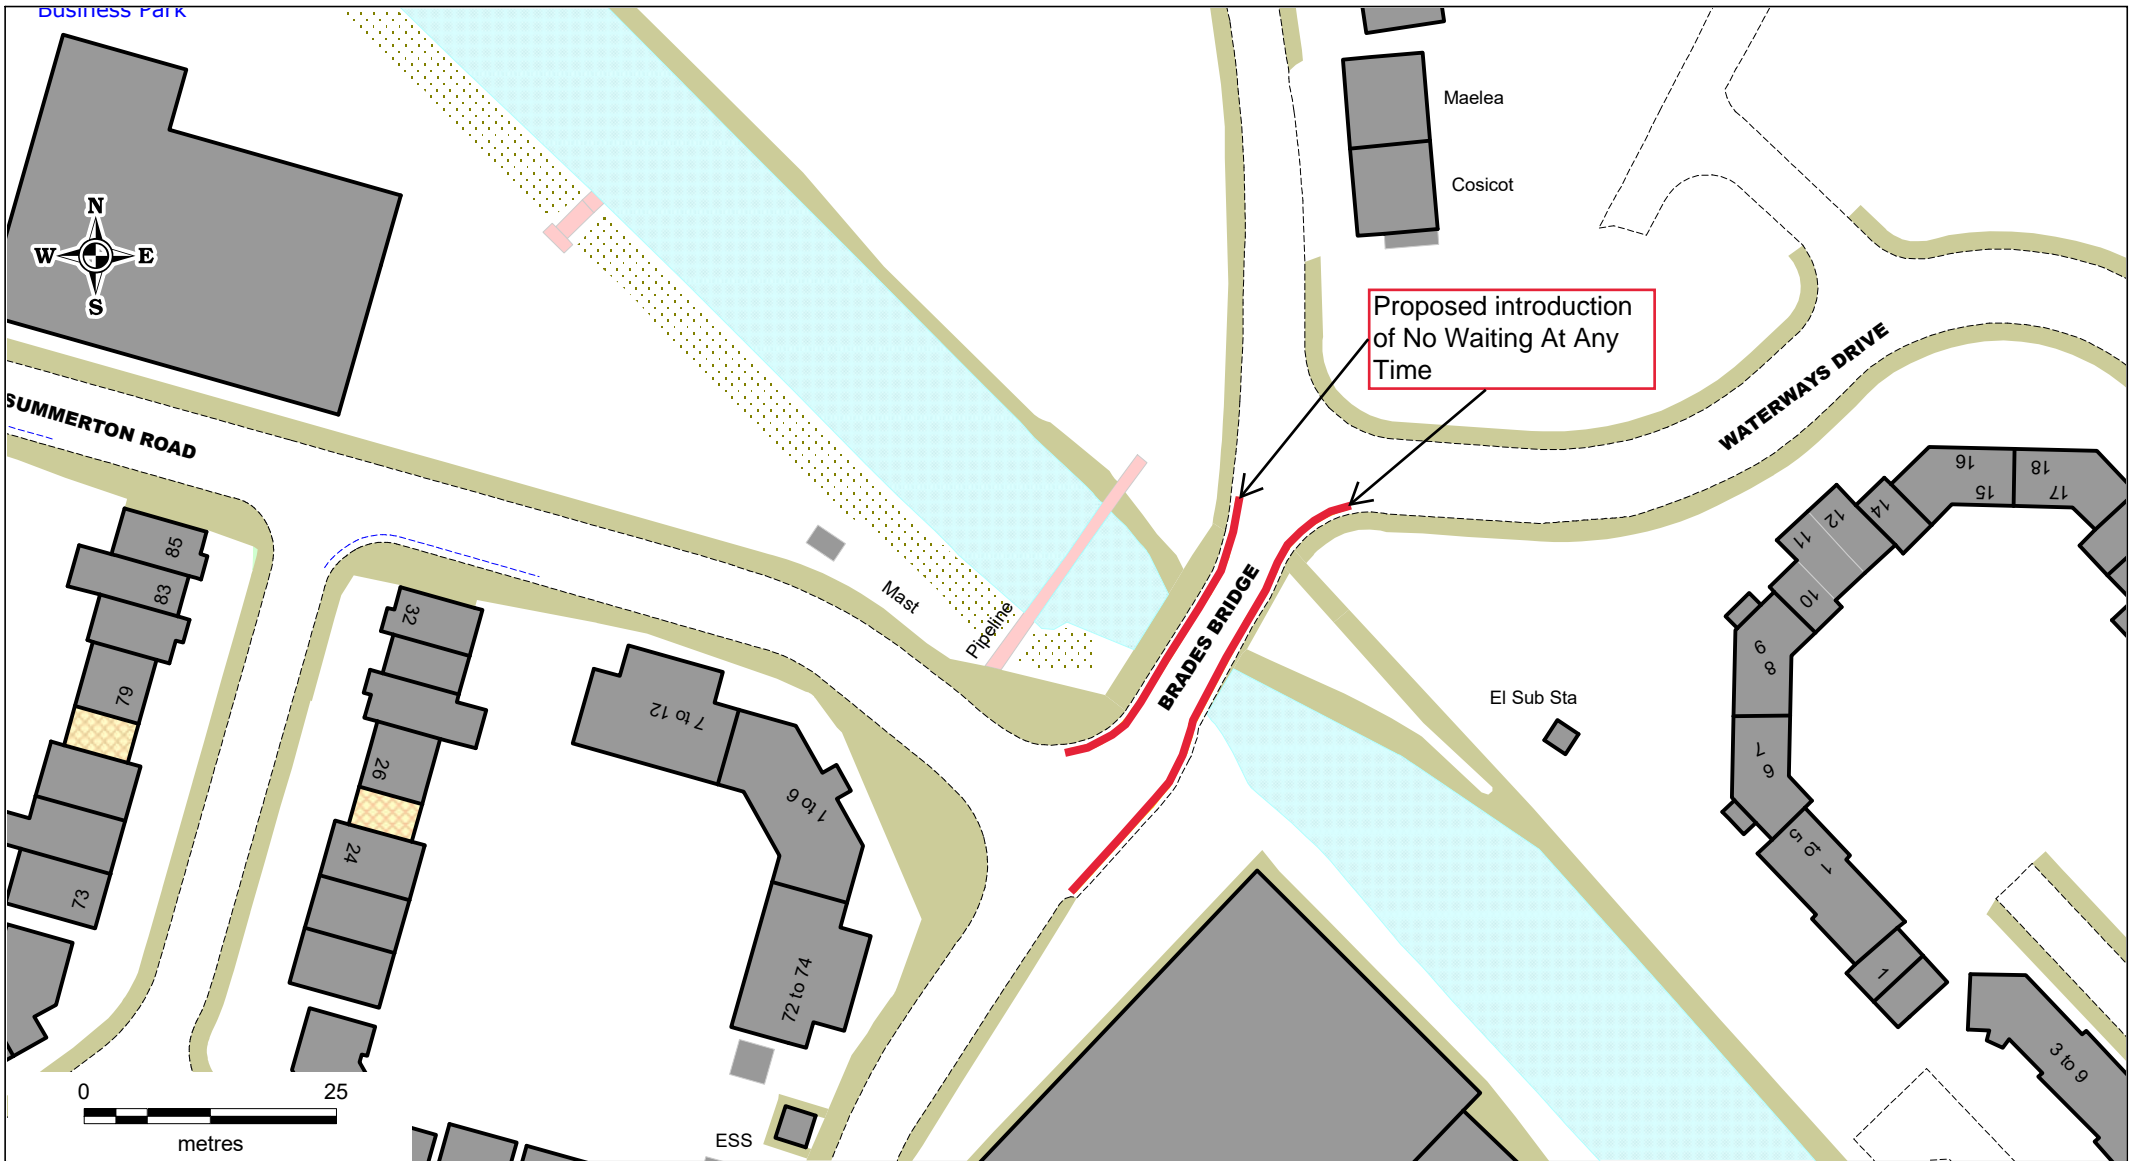 Business Park
Maelea
Cosicot
N
W
E
S
Proposed introduction
of No Waiting At Any
Time
WATERWAYS DRIVE
SUMMERTON ROAD
BRADES BRIDGE
Mast
Pipeline
El Sub Sta
85
83
79
73
32
26
24
7 to 12
1 to 6
72 to 74
ESS
16
15
18
17
14
12
11
10
9
8
7
6
1 to 5
1
3 to 9
0
25
metres